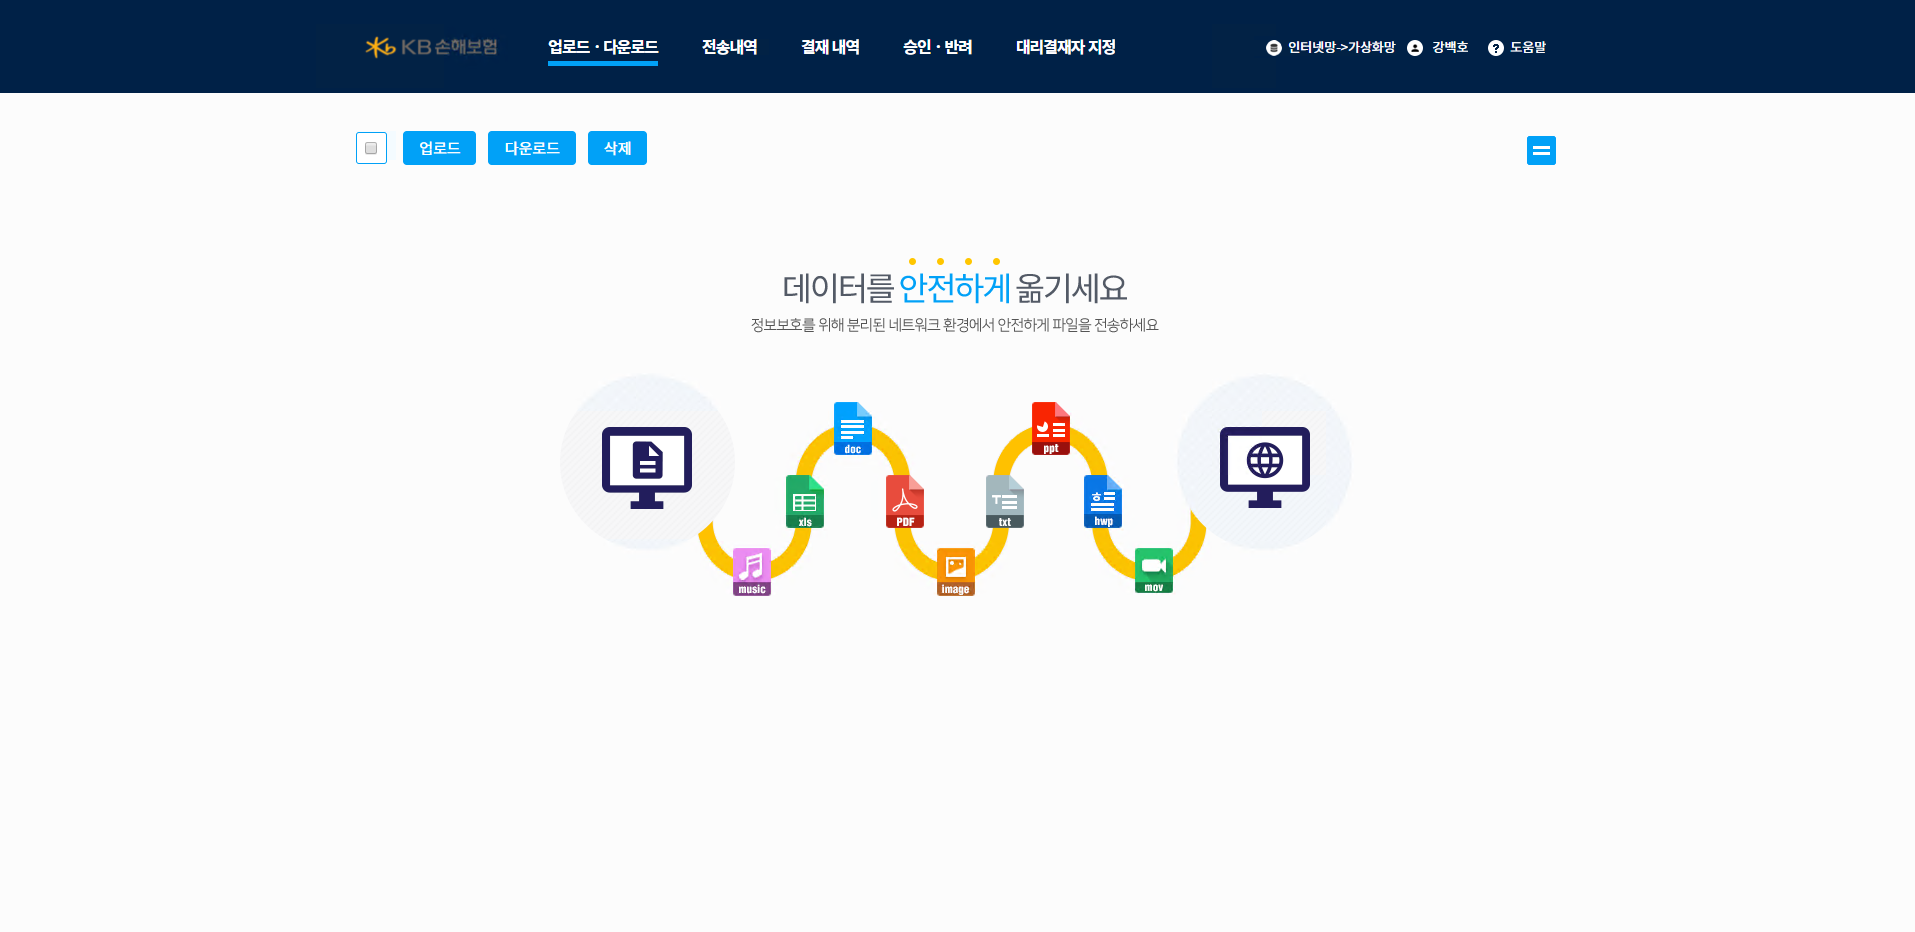 KB 손해보험 업로드 · 다운로드 전송내역 결재 내역 승인 · 반려 대리결재자 지정 인터넷망->가상화망 강백호 도움말
업로드 다운로드 삭제
데이터를 안전하게 옮기세요
정보보호를 위해 분리된 네트워크 환경에서 안전하게 파일을 전송하세요
doc ppt
xls PDF txt hwp
music image mov